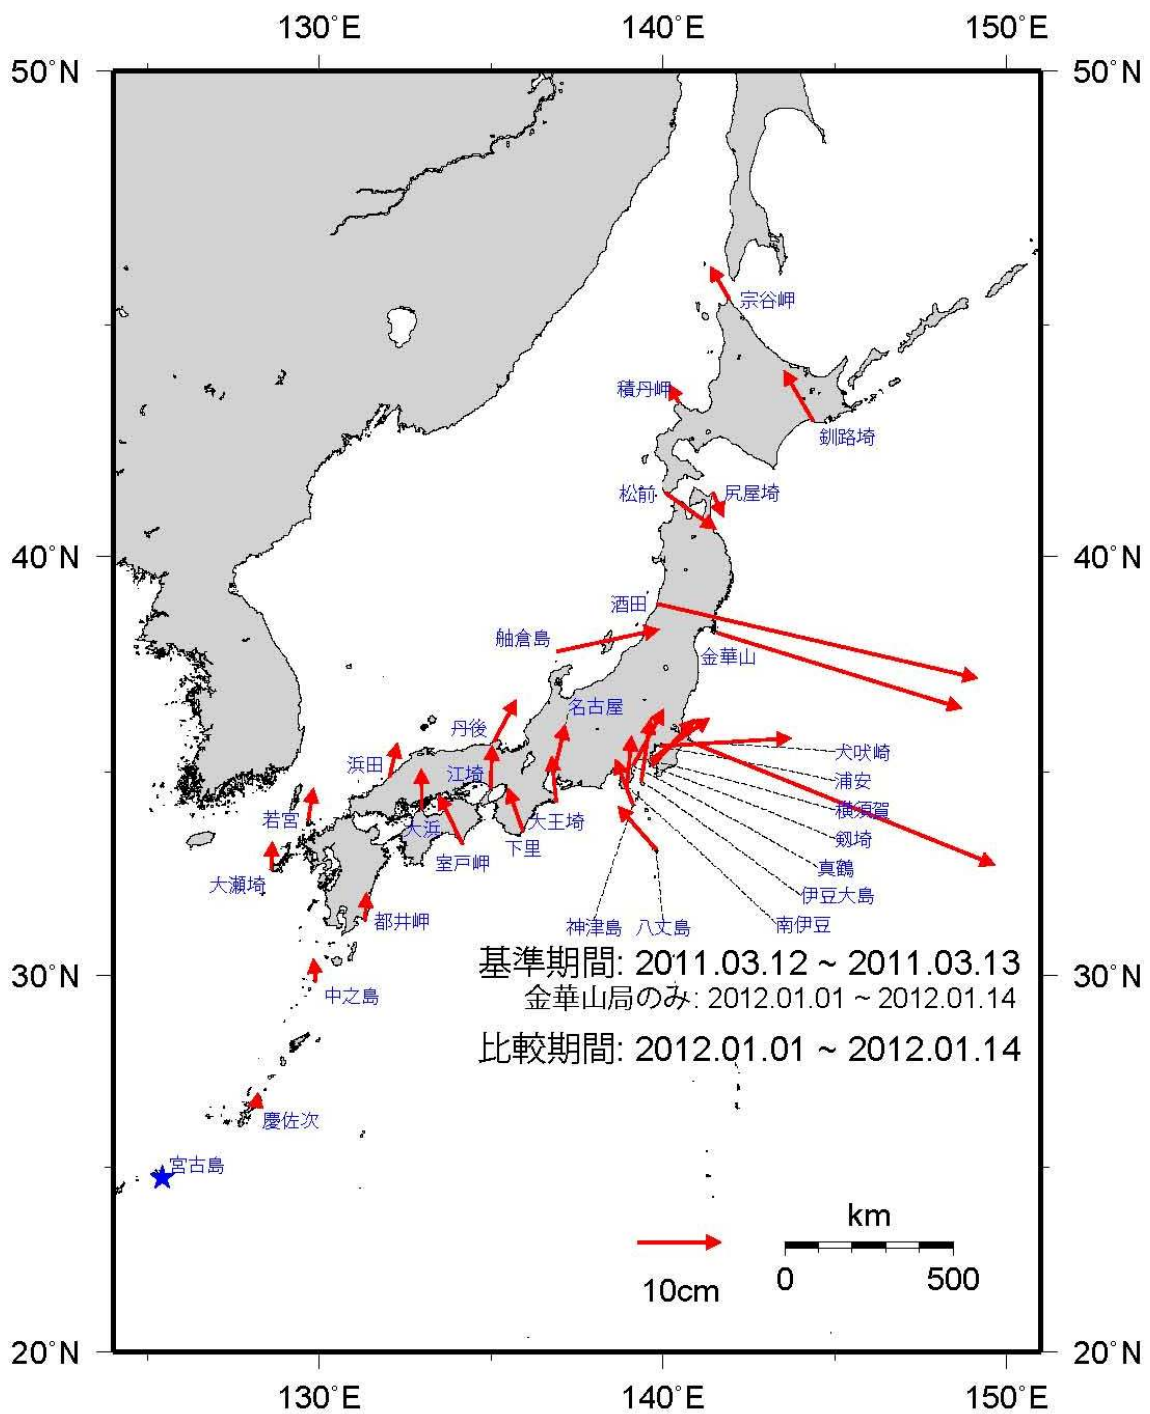 130°E 140°E 150°E
50°N 50°N
宗谷岬
積丹岬
釧路埼
松前 尻屋埼
40°N 40°N
酒田
舳倉島
金華山
名古屋
丹後
犬吠崎
浜田 江埼
浦安
横須賀
若宮 大浜 大王埼
剱埼
室戸岬 下里
真鶴
大瀬埼
伊豆大島
都井岬 神津島 八丈島 南伊豆
基準期間: 2011.03.12 ~ 2011.03.13
30°N 30°N
中之島
金華山局のみ: 2012.01.01 ~ 2012.01.14
比較期間: 2012.01.01 ~ 2012.01.14
慶佐次
宮古島
km
10cm
0 500
20°N 20°N
130°E 140°E 150°E